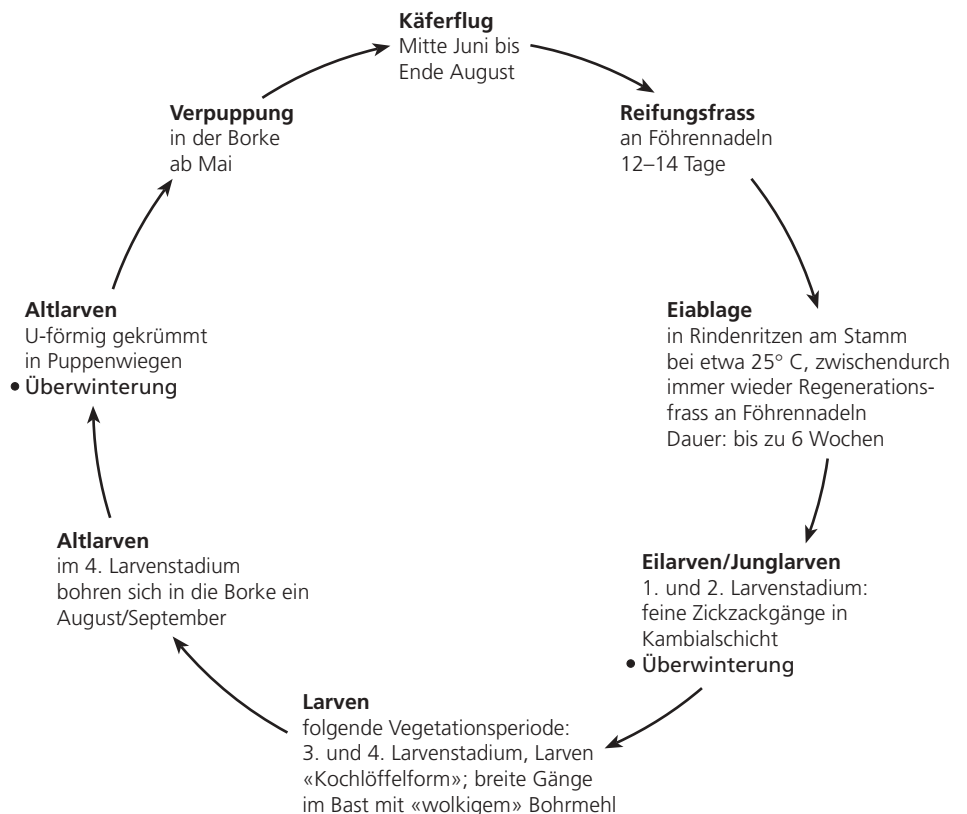 Käferflug
Mitte Juni bis
Ende August
Reifungsfrass
an Föhrennadeln
12–14 Tage
Eiablage
in Rindenritzen am Stamm
bei etwa 25° C, zwischendurch
immer wieder Regenerations-
frass an Föhrennadeln
Dauer: bis zu 6 Wochen
Eilarven/Junglarven
1. und 2. Larvenstadium:
feine Zickzackgänge in
Kambialschicht
• Überwinterung
Larven
folgende Vegetationsperiode:
3. und 4. Larvenstadium, Larven
«Kochlöffelform»; breite Gänge
im Bast mit «wolkigem» Bohrmehl
Altlarven
im 4. Larvenstadium
bohren sich in die Borke ein
August/September
Altlarven
U-förmig gekrümmt
in Puppenwiegen
• Überwinterung
Verpuppung
in der Borke
ab Mai